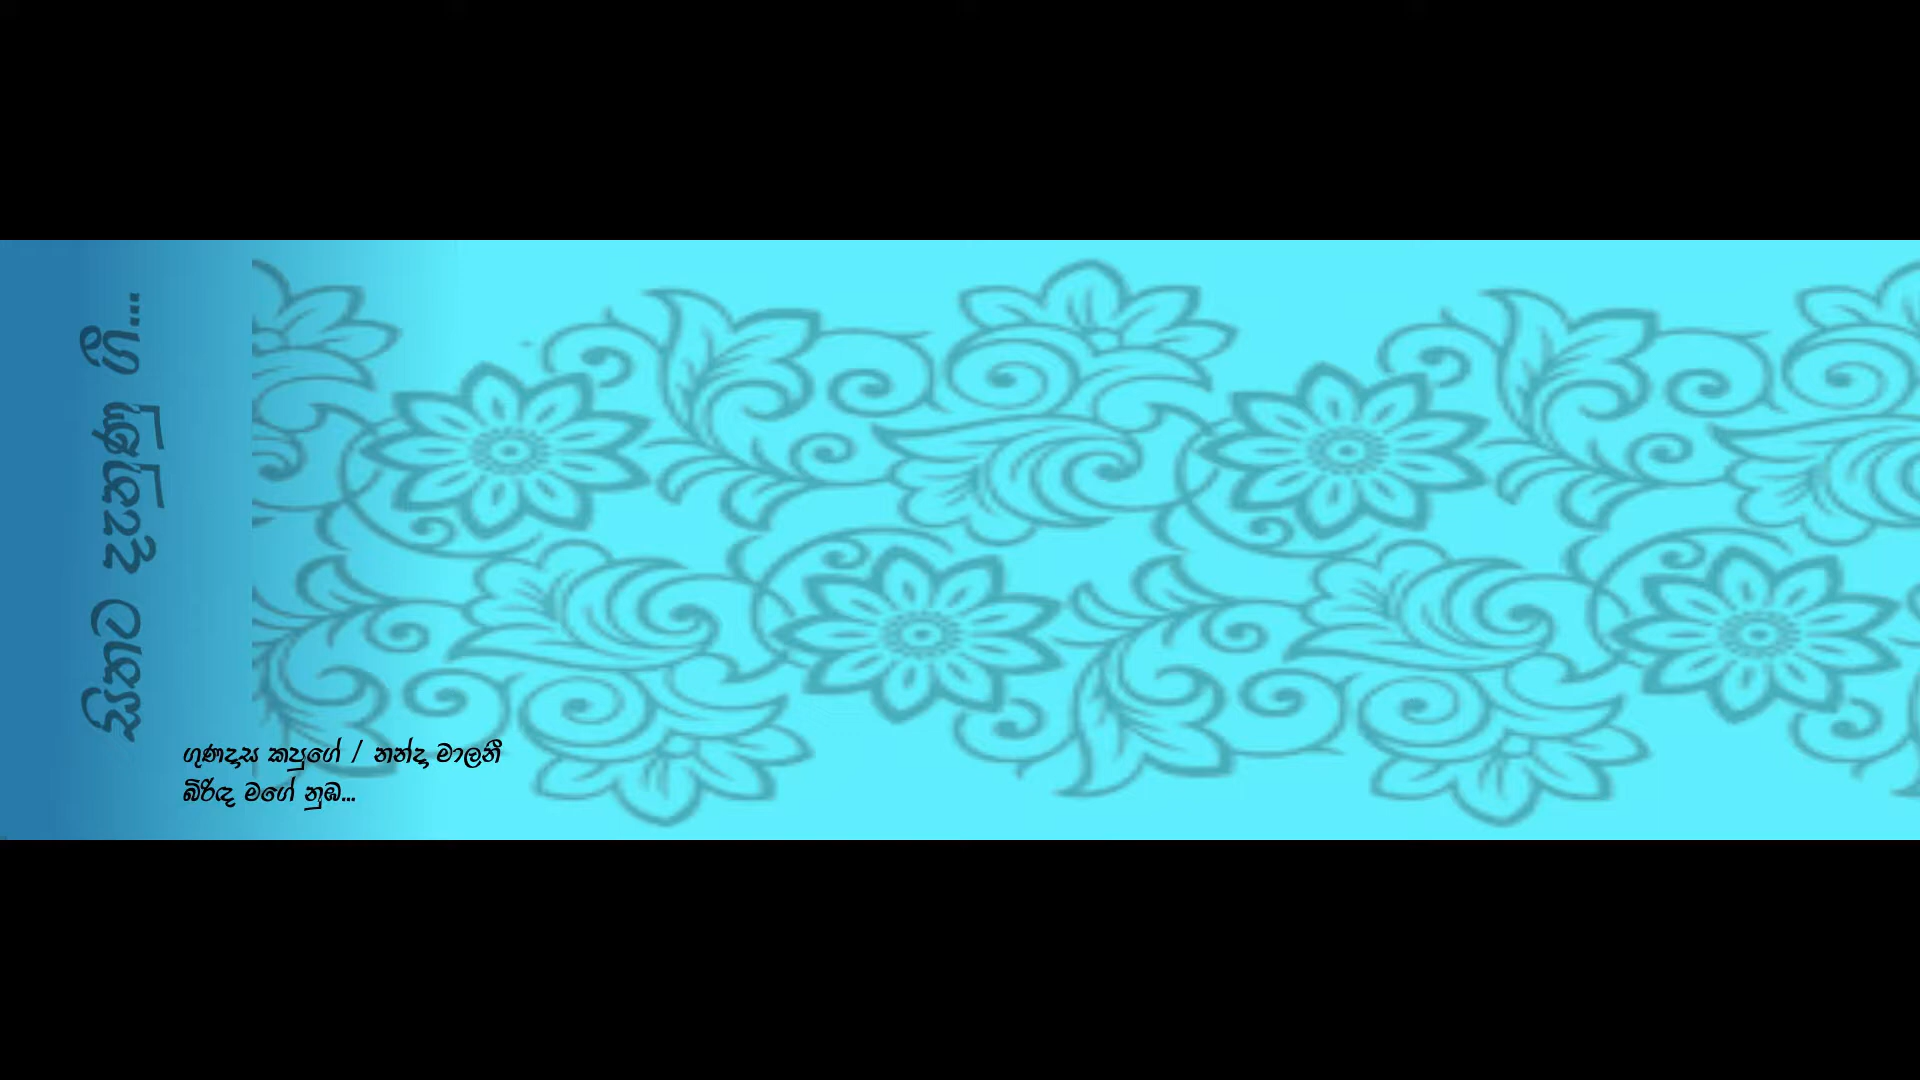 සිතට දැනුණු ගී...
ගුණදාස කපුගේ / නන්දා මාලනී
බිරිඳ මගේ නුඹ...